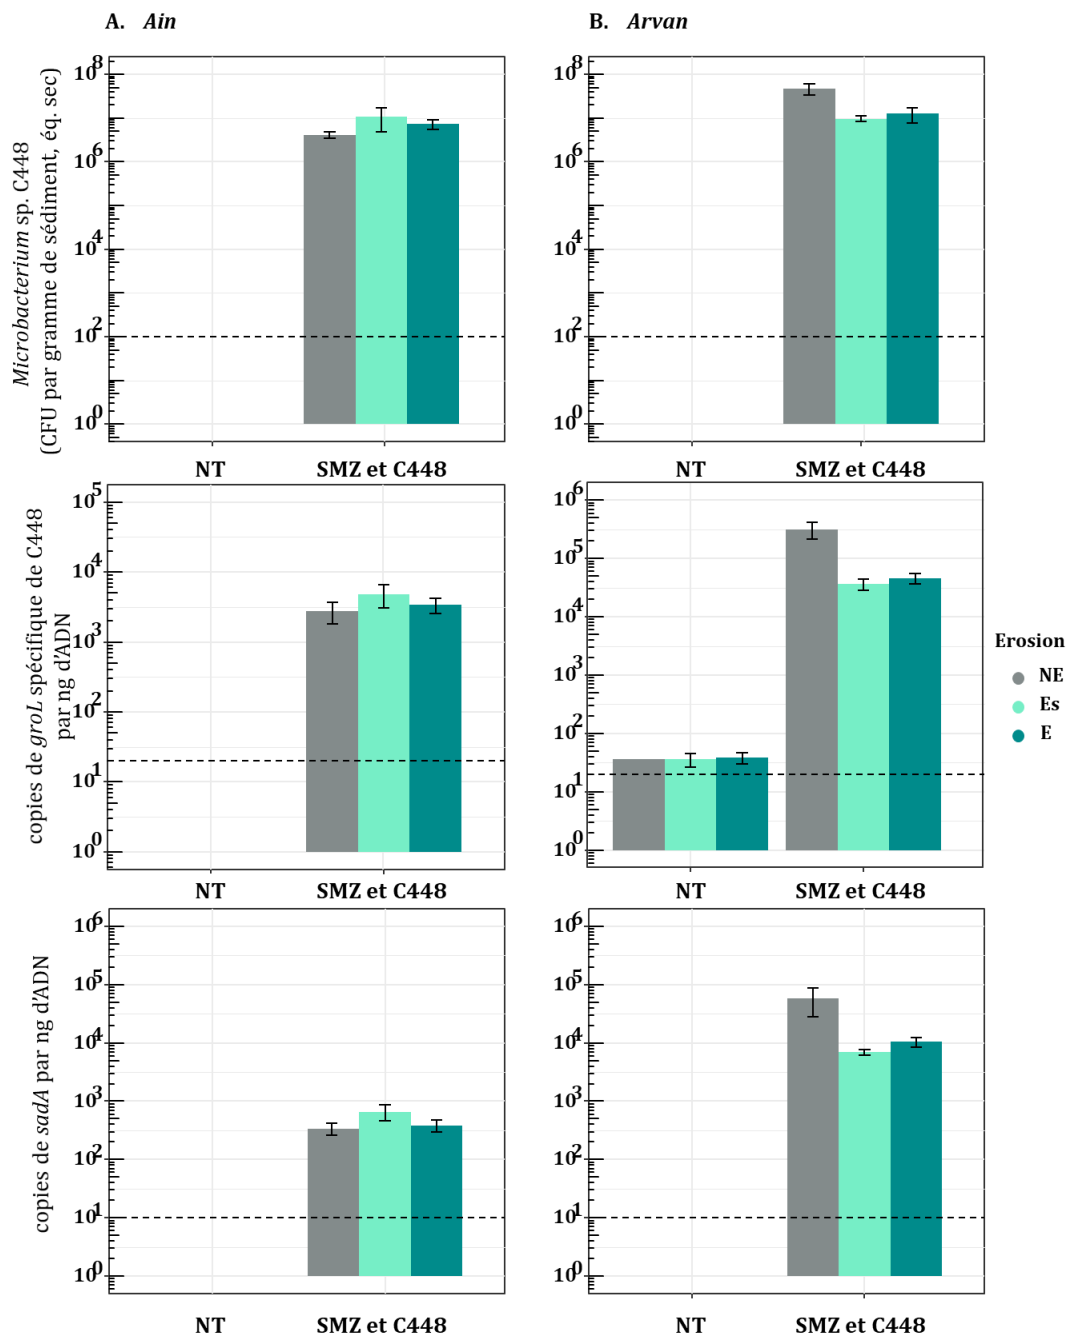 A. Ain
B. Arvan
Microbacterium sp. C448
(CFU par gramme de sédiment, éq. sec)
10^8
10^6
10^4
10^2
10^0
NT
SMZ et C448
10^8
10^6
10^4
10^2
10^0
NT
SMZ et C448
copies de groL spécifique de C448
par ng d'ADN
10^5
10^4
10^3
10^2
10^1
10^0
NT
SMZ et C448
10^6
10^5
10^4
10^3
10^2
10^1
10^0
NT
SMZ et C448
Erosion
NE
Es
E
copies de sadA par ng d'ADN
10^6
10^5
10^4
10^3
10^2
10^1
10^0
NT
SMZ et C448
10^6
10^5
10^4
10^3
10^2
10^1
10^0
NT
SMZ et C448